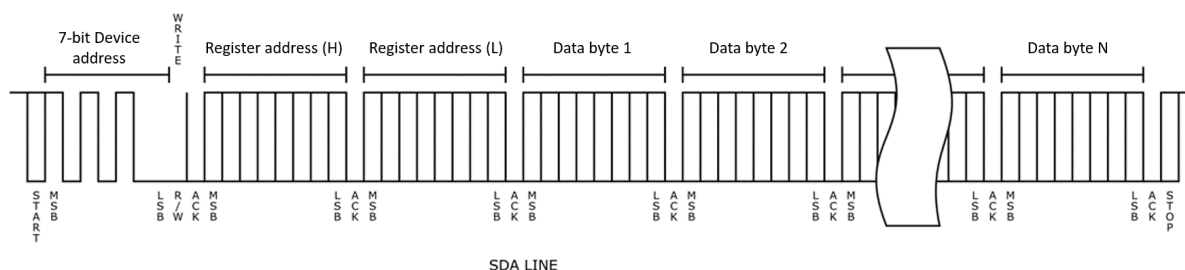 WRITE
7-bit Device
address
Register address (H)
Register address (L)
Data byte 1
Data byte 2
Data byte N
START
MSB
LSB
R/W
ACK
MSB
LSB
ACK
MSB
LSB
ACK
MSB
LSB
ACK
MSB
LSB
ACK
MSB
LSB
ACK
MSB
LSB
ACK
STOP
SDA LINE